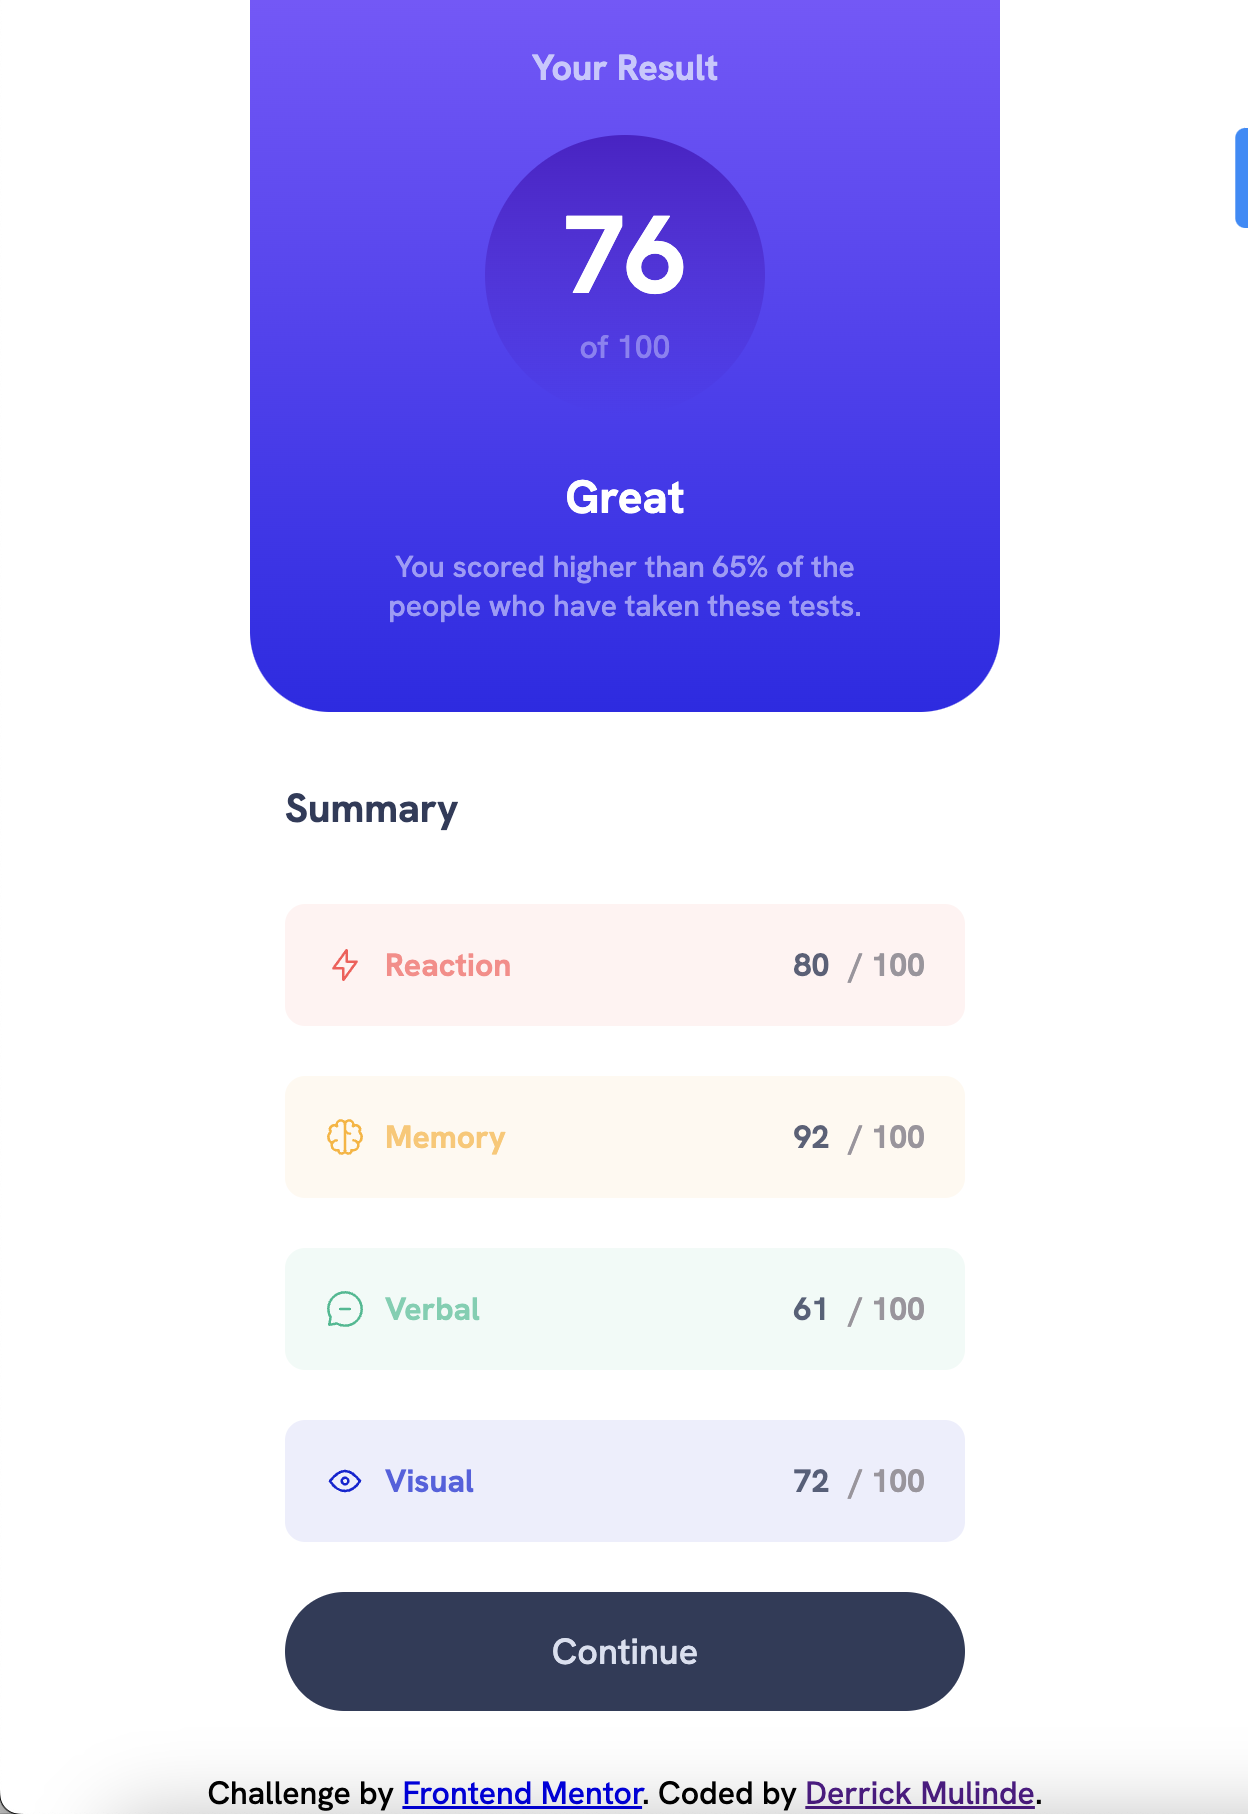 Your Result
76
of 100
Great
You scored higher than 65% of the
people who have taken these tests.
Summary
Reaction 80 / 100
Memory 92 / 100
Verbal 61 / 100
Visual 72 / 100
Continue
Challenge by Frontend Mentor. Coded by Derrick Mulinde.